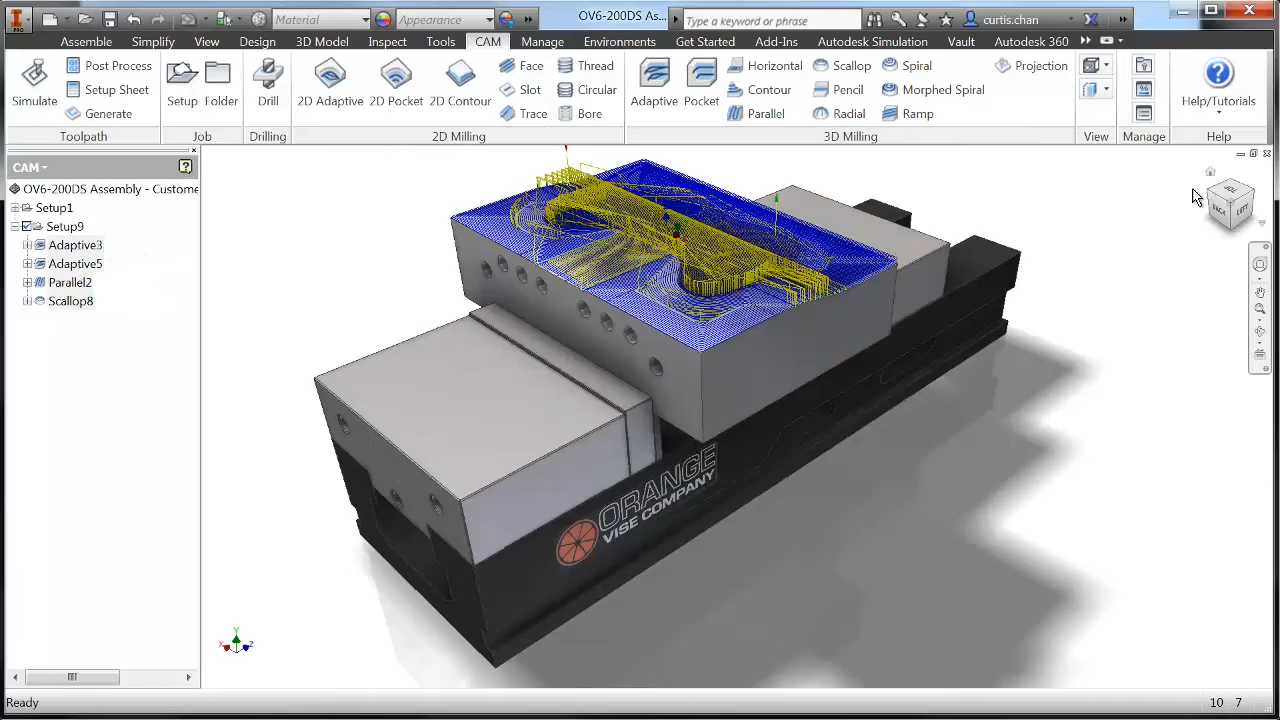 PRO
Material
Appearance
OV6-200DS Ass...
Type a keyword or phrase
curtis.chan
Assemble Simplify View Design 3D Model Inspect Tools CAM Manage Environments Get Started Add-Ins Autodesk Simulation Vault Autodesk 360
Simulate
Post Process
Setup Sheet
Generate
Setup
Folder
Drill
2D Adaptive
2D Pocket
2D Contour
Face
Slot
Trace
Thread
Circular
Bore
Adaptive
Pocket
Horizontal
Contour
Parallel
Scallop
Pencil
Radial
Spiral
Morphed Spiral
Ramp
Projection
Help/Tutorials
Toolpath Job Drilling 2D Milling 3D Milling View Manage Help
CAM
OV6-200DS Assembly - Custome
Setup1
Setup9
Adaptive3
Adaptive5
Parallel2
Scallop8
BACK
LEFT
ORANGE
VISE COMPANY
Y
X
Z
Ready
10 7